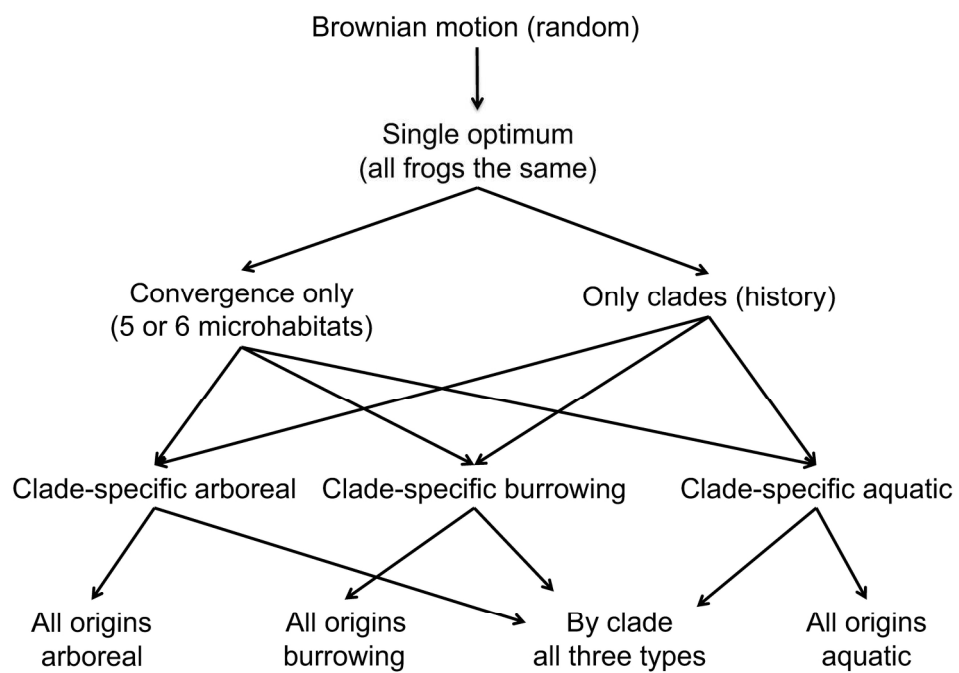 Brownian motion (random)
Single optimum
(all frogs the same)
Convergence only
(5 or 6 microhabitats)
Only clades (history)
Clade-specific arboreal
Clade-specific burrowing
Clade-specific aquatic
All origins
arboreal
All origins
burrowing
By clade
all three types
All origins
aquatic